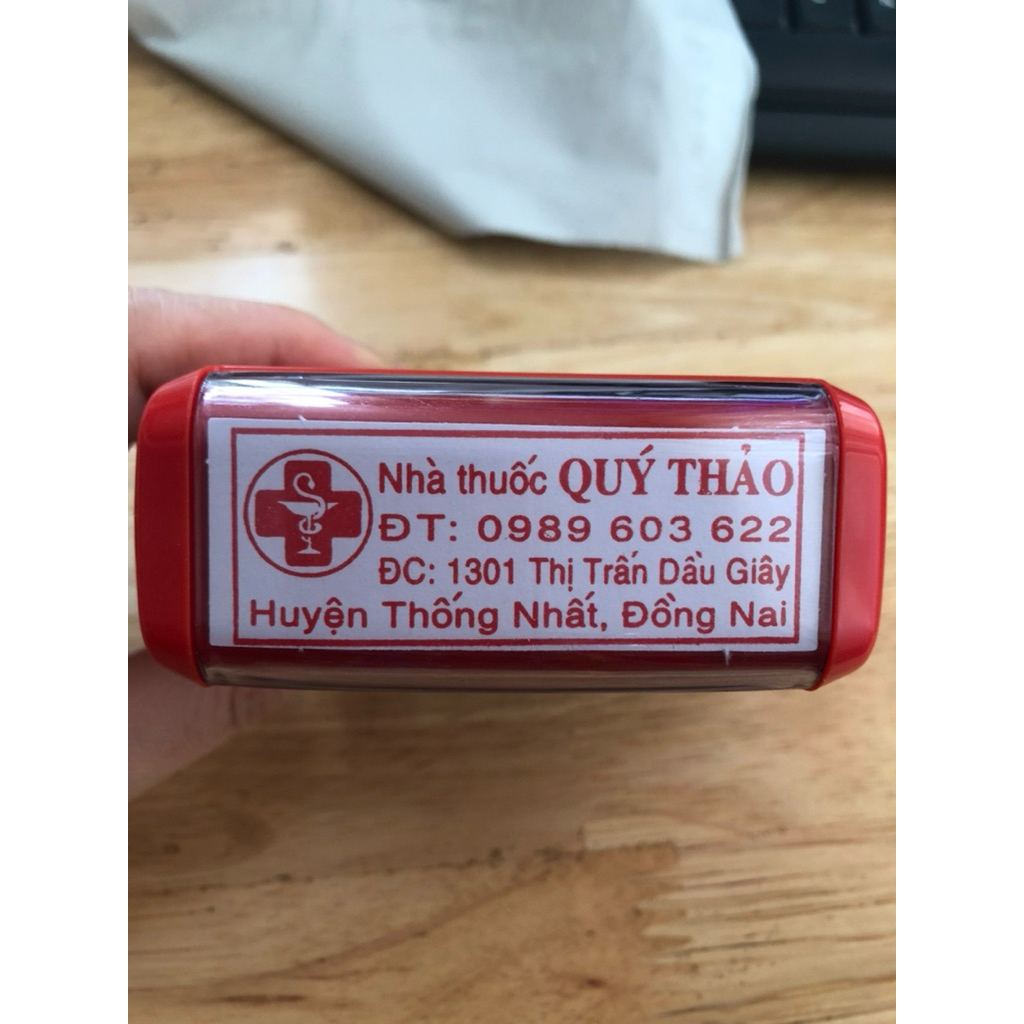 Nhà thuốc QUÝ THẢO
ĐT: 0989 603 622
ĐC: 1301 Thị Trấn Dầu Giây
Huyện Thống Nhất, Đồng Nai